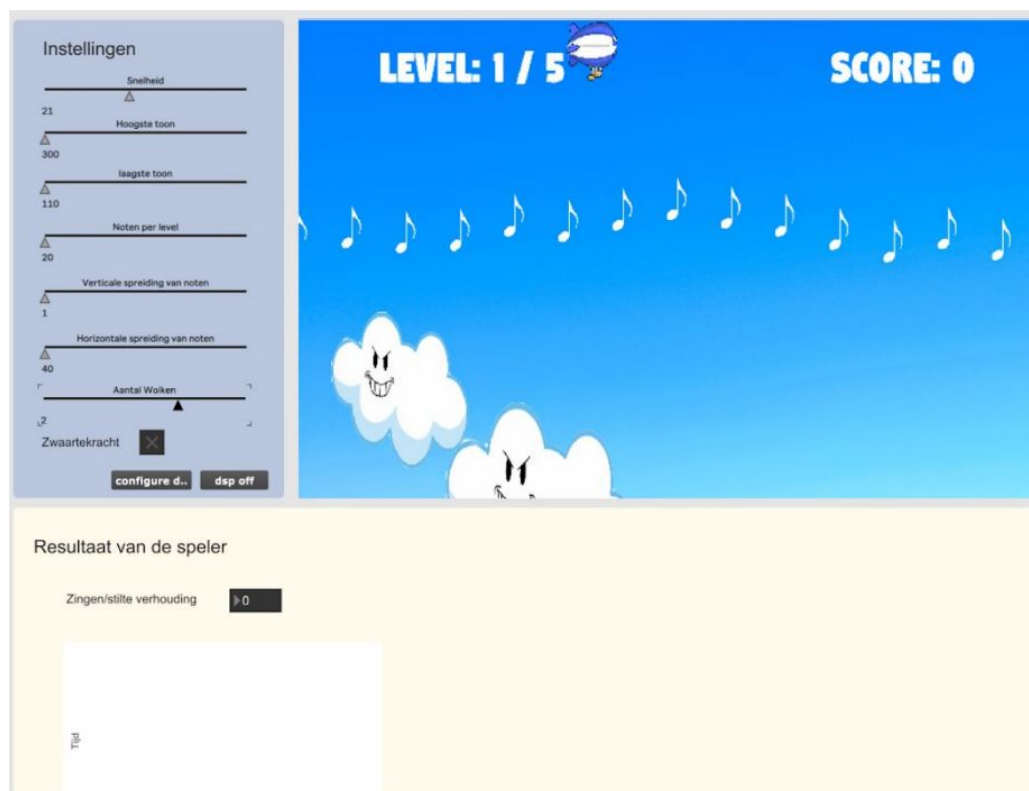 Instellingen
Snelheid
21
Hoogste toon
300
laagste toon
110
Noten per level
20
Verticale spreiding van noten
1
Horizontale spreiding van noten
40
Aantal Wolken
2
Zwaartekracht
configure d..
dsp off
LEVEL: 1 / 5
SCORE: 0
Resultaat van de speler
Zingen/stilte verhouding
0
Tijd